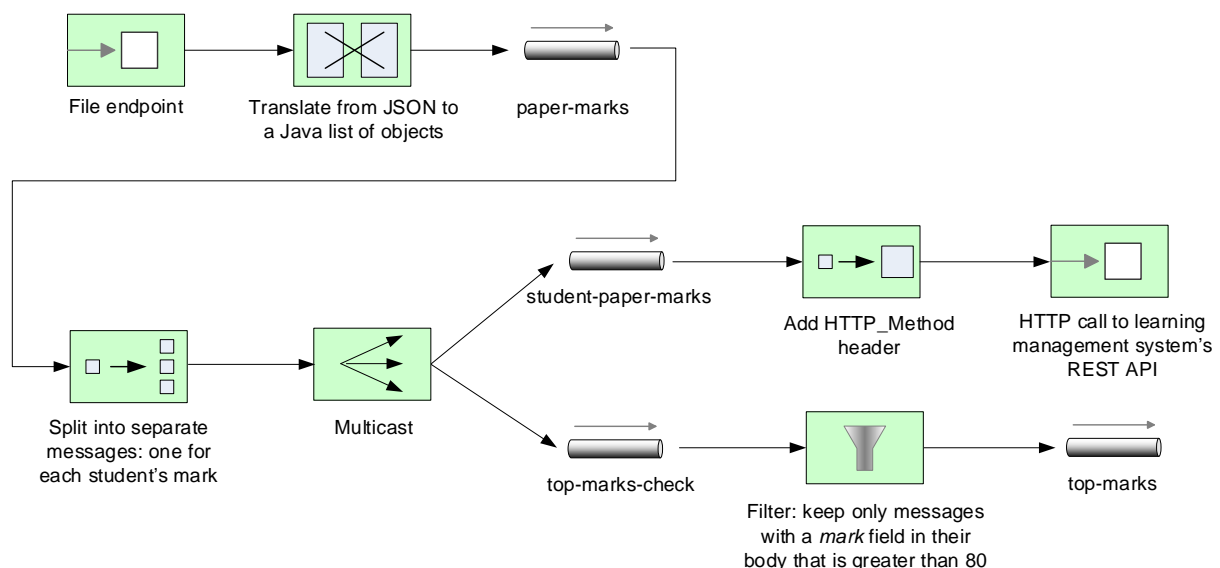 File endpoint
Translate from JSON to
a Java list of objects
paper-marks
student-paper-marks
Add HTTP_Method
header
HTTP call to learning
management system's
REST API
Split into separate
messages: one for
each student's mark
Multicast
top-marks-check
top-marks
Filter: keep only messages
with a mark field in their
body that is greater than 80